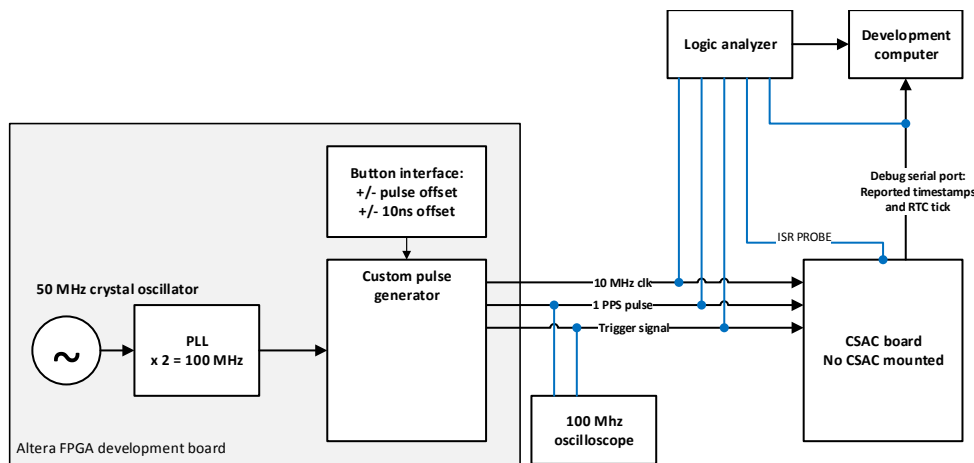 Logic analyzer
Development
computer
Button interface:
+/- pulse offset
+/- 10ns offset
Debug serial port:
Reported timestamps
and RTC tick
ISR PROBE
Custom pulse
generator
50 MHz crystal oscillator
10 MHz clk
1 PPS pulse
Trigger signal
~
PLL
x 2 = 100 MHz
CSAC board
No CSAC mounted
100 Mhz
oscilloscope
Altera FPGA development board